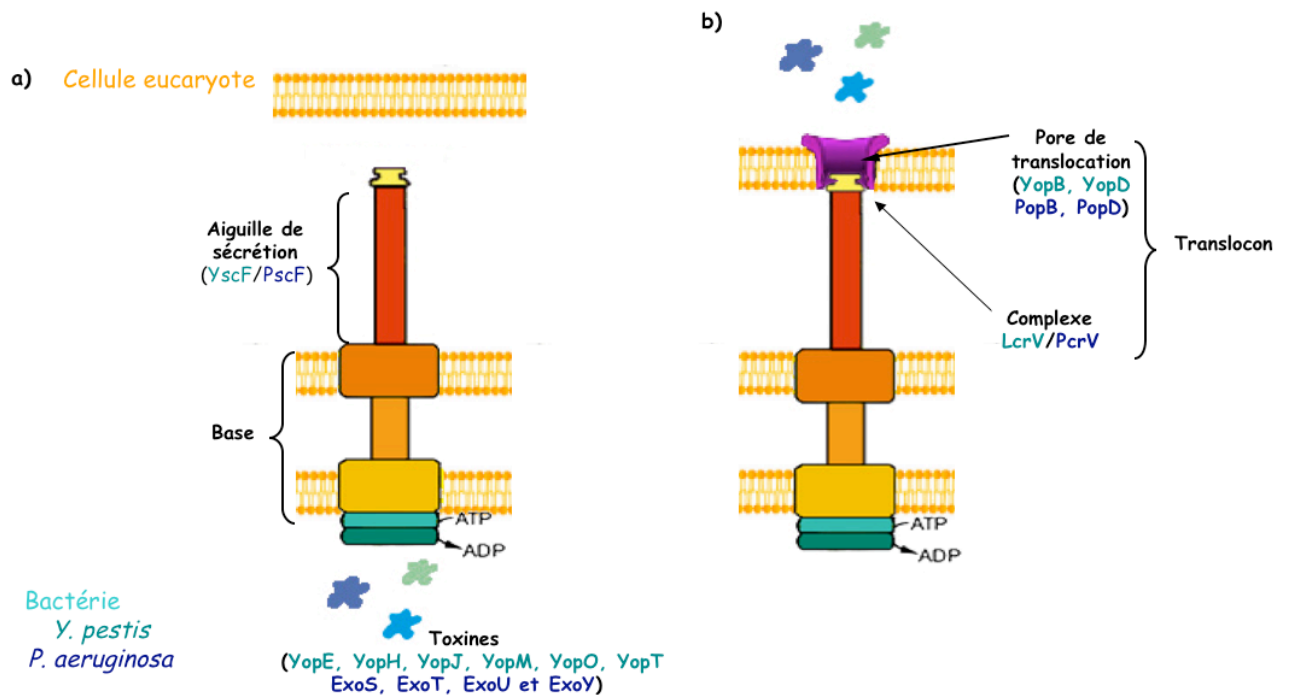 a) Cellule eucaryote
Aiguille de
sécrétion
(YscF/PscF)
Base
ATP
ADP
Bactérie
Y. pestis
P. aeruginosa
Toxines
(YopE, YopH, YopJ, YopM, YopO, YopT
ExoS, ExoT, ExoU et ExoY)
b)
Pore de
translocation
(YopB, YopD
PopB, PopD)
Translocon
Complexe
LcrV/PcrV
ATP
ADP